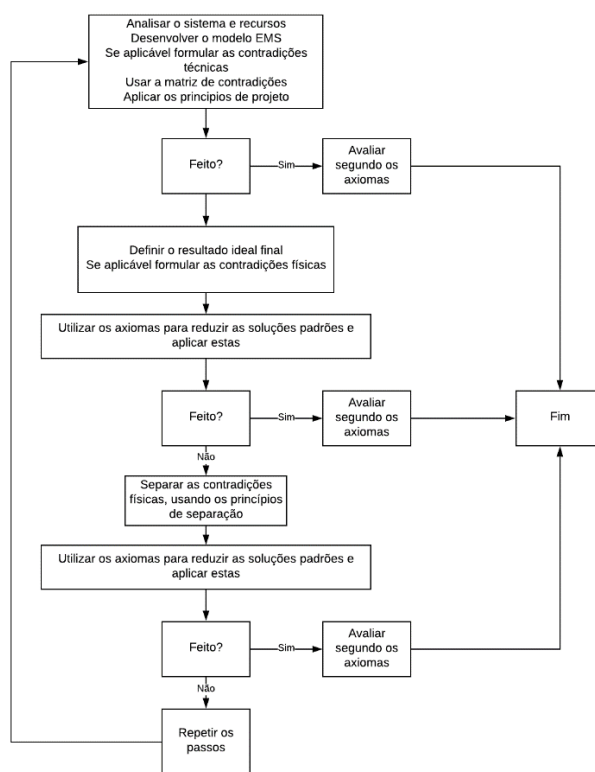 Analisar o sistema e recursos
Desenvolver o modelo EMS
Se aplicável formular as contradições
técnicas
Usar a matriz de contradições
Aplicar os principios de projeto
Feito?
Sim
Avaliar
segundo os
axiomas
Definir o resultado ideal final
Se aplicável formular as contradições físicas
Utilizar os axiomas para reduzir as soluções padrões e
aplicar estas
Feito?
Sim
Avaliar
segundo os
axiomas
Fim
Não
Separar as contradições
físicas, usando os princípios
de separação
Utilizar os axiomas para reduzir as soluções padrões e
aplicar estas
Feito?
Sim
Avaliar
segundo os
axiomas
Não
Repetir os
passos